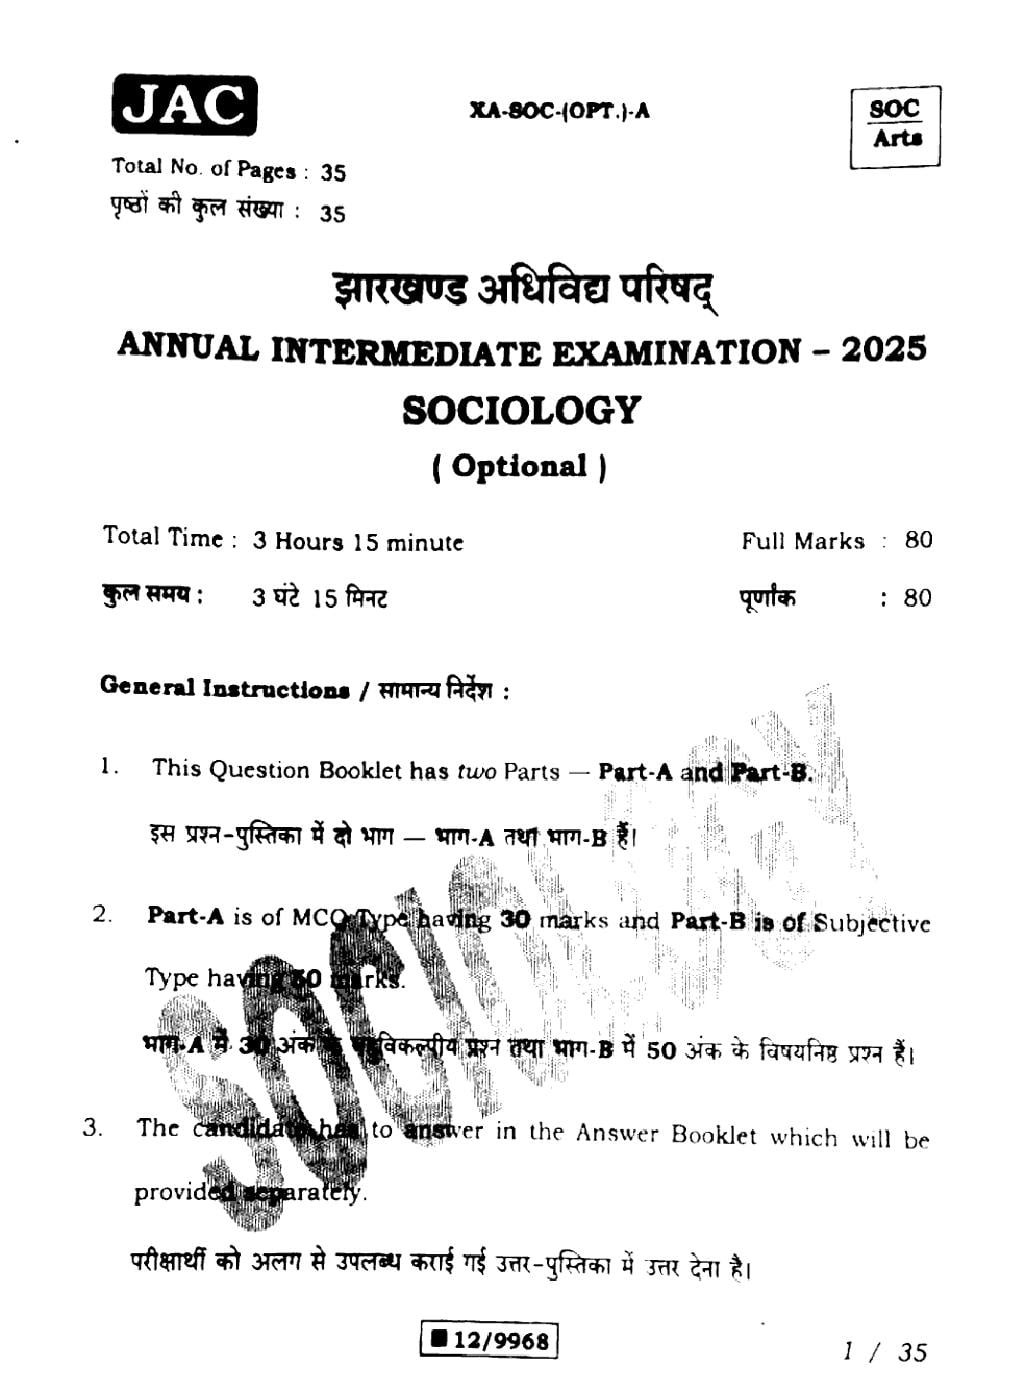 JAC
XA-SOC-(OPT.)-A
SOC
Arts
Total No. of Pages : 35
पृष्ठों की कुल संख्या : 35
झारखण्ड अधिविद्य परिषद्
ANNUAL INTERMEDIATE EXAMINATION – 2025
SOCIOLOGY
( Optional )
Total Time : 3 Hours 15 minute
Full Marks : 80
कुल समय : 3 घंटे 15 मिनट
पूर्णांक : 80
General Instructions / सामान्य निर्देश :
1. This Question Booklet has two Parts — Part-A and Part-B.
इस प्रश्न-पुस्तिका में दो भाग — भाग-A तथा भाग-B हैं।
2. Part-A is of MCQ Type having 30 marks and Part-B is of Subjective
Type having 50 marks.
भाग-A में 30 अंक के बहुविकल्पीय प्रश्न तथा भाग-B में 50 अंक के विषयनिष्ठ प्रश्न हैं।
3. The candidate has to answer in the Answer Booklet which will be
provided separately.
परीक्षार्थी को अलग से उपलब्ध कराई गई उत्तर-पुस्तिका में उत्तर देना है।
SOCIOLOGY
12/9968
1 / 35